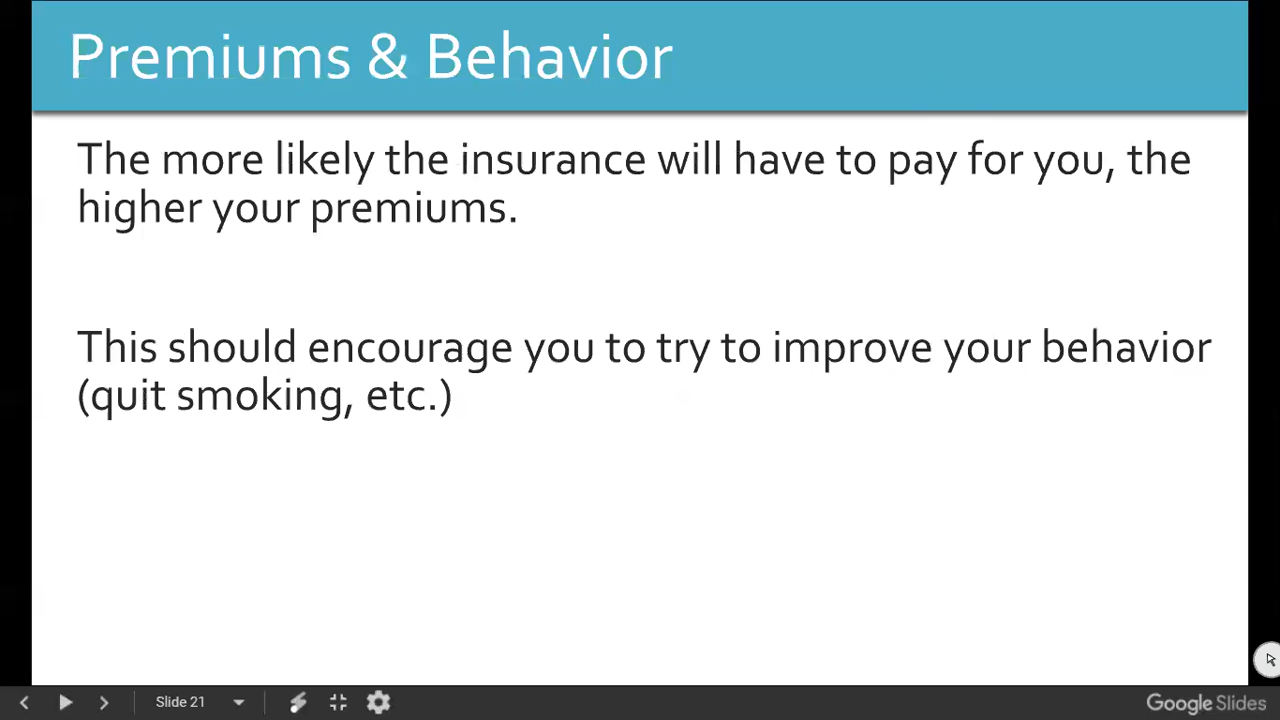 Premiums & Behavior
The more likely the insurance will have to pay for you, the
higher your premiums.
This should encourage you to try to improve your behavior
(quit smoking, etc.)
Slide 21
Google Slides